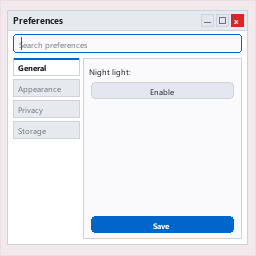 Preferences
Search preferences
General
Appearance
Privacy
Storage
Night light:
Enable
Save